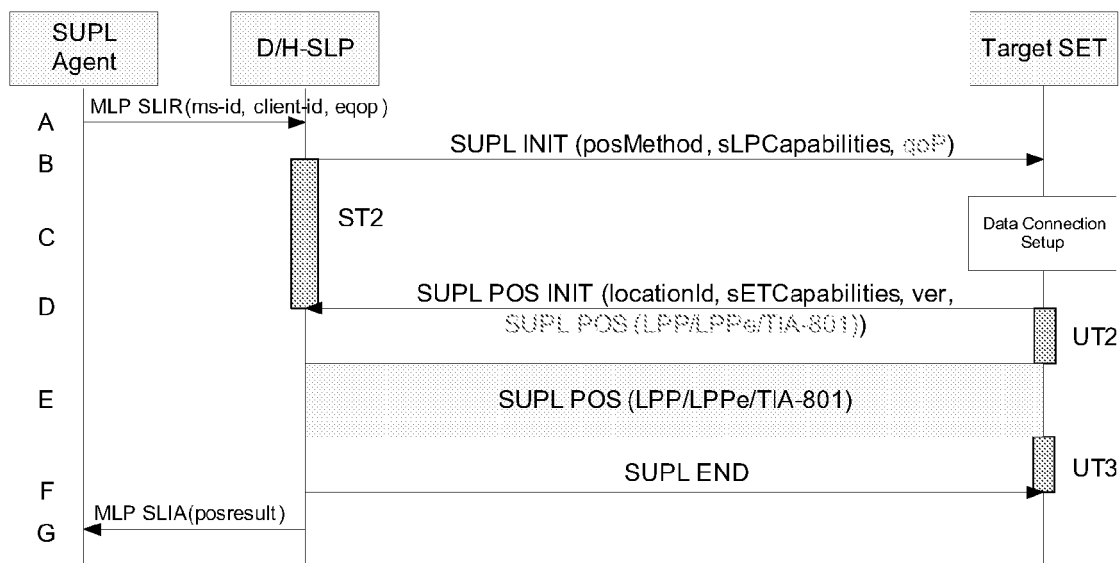 SUPL
Agent
D/H-SLP
Target SET
A
MLP SLIR(ms-id, client-id, eqop)
B
SUPL INIT (posMethod, sLPCapabilities, qoP)
C
ST2
Data Connection
Setup
D
SUPL POS INIT (locationId, sETCapabilities, ver,
SUPL POS (LPP/LPPe/TIA-801))
UT2
E
SUPL POS (LPP/LPPe/TIA-801)
UT3
F
SUPL END
G
MLP SLIA(posresult)